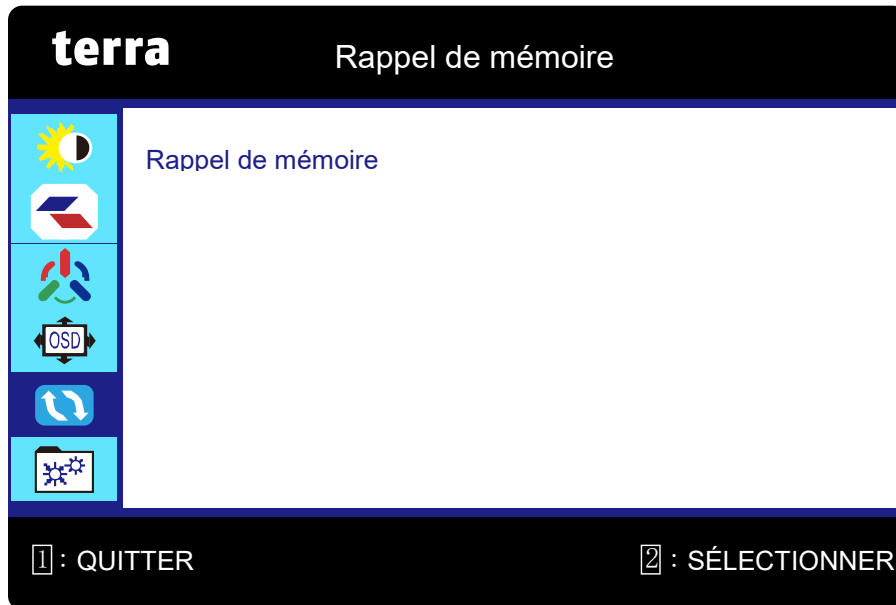 terra
Rappel de mémoire
Rappel de mémoire
OSD
1 : QUITTER
2 : SÉLECTIONNER